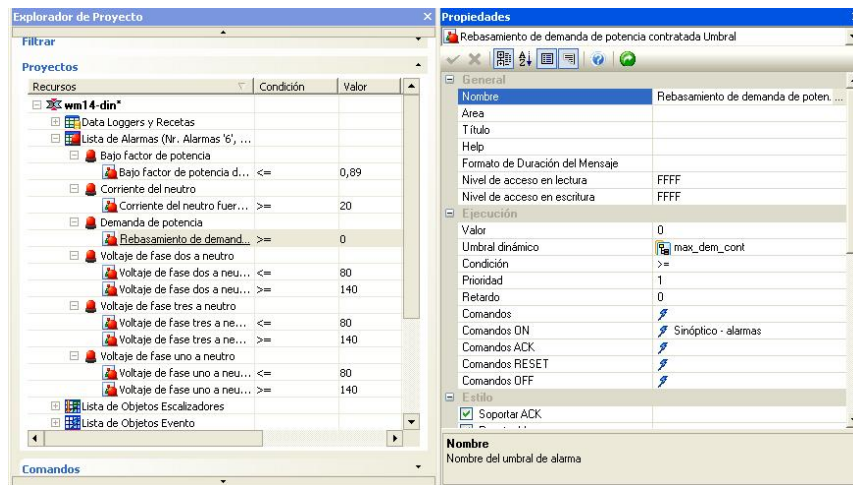 Explorador de Proyecto
Filtrar
Proyectos
Recursos Condición Valor
wm14-din*
Data Loggers y Recetas
Lista de Alarmas (Nr. Alarmas '6', ...
Bajo factor de potencia
Bajo factor de potencia d... <= 0,89
Corriente del neutro
Corriente del neutro fuer... >= 20
Demanda de potencia
Rebasamiento de demand... >= 0
Voltaje de fase dos a neutro
Voltaje de fase dos a neu... <= 80
Voltaje de fase dos a neu... >= 140
Voltaje de fase tres a neutro
Voltaje de fase tres a ne... <= 80
Voltaje de fase tres a ne... >= 140
Voltaje de fase uno a neutro
Voltaje de fase uno a neu... <= 80
Voltaje de fase uno a neu... >= 140
Lista de Objetos Escalizadores
Lista de Objetos Evento
Comandos
Propiedades
Rebasamiento de demanda de potencia contratada Umbral
General
Nombre Rebasamiento de demanda de poten. ...
Area
Título
Help
Formato de Duración del Mensaje
Nivel de acceso en lectura FFFF
Nivel de acceso en escritura FFFF
Ejecución
Valor 0
Umbral dinámico max_dem_cont
Condición >=
Prioridad 1
Retardo 0
Comandos
Comandos ON Sinóptico - alarmas
Comandos ACK
Comandos RESET
Comandos OFF
Estilo
Soportar ACK
Nombre
Nombre del umbral de alarma